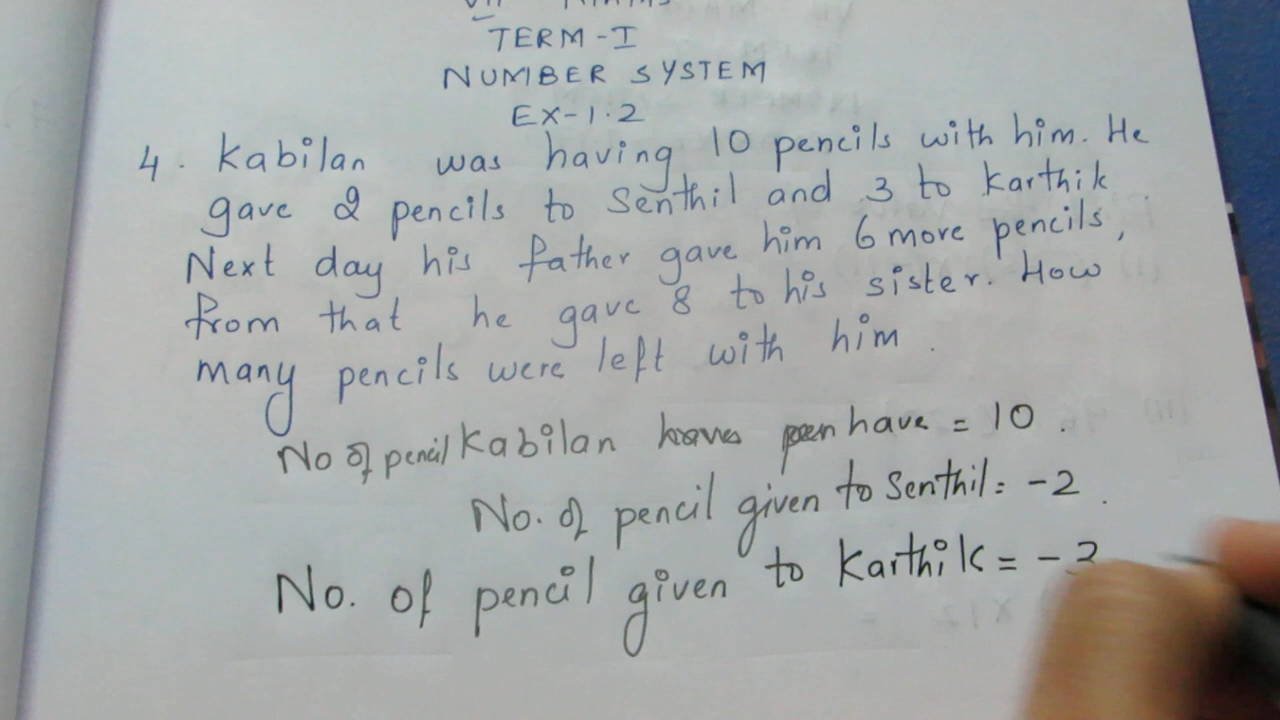 TERM-I
NUMBER SYSTEM
EX-1.2
4. Kabilan was having 10 pencils with him. He
gave 2 pencils to Senthil and 3 to Karthik
Next day his father gave him 6 more pencils,
from that he gave 8 to his sister. How
many pencils were left with him.
No of pencil Kabilan have = 10.
No. of pencil given to Senthil = -2.
No. of pencil given to Karthik = -3